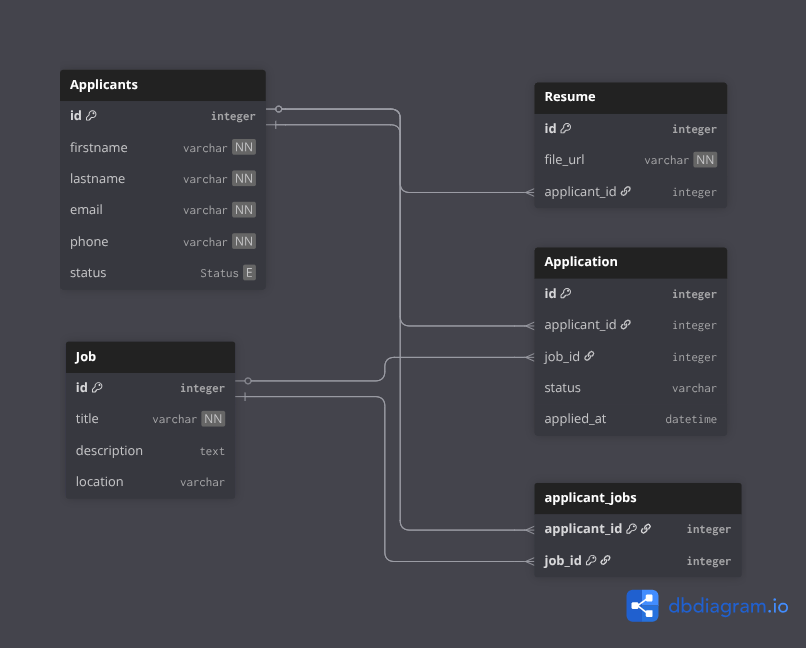 Applicants
id integer
firstname varchar NN
lastname varchar NN
email varchar NN
phone varchar NN
status Status E
Job
id integer
title varchar NN
description text
location varchar
Resume
id integer
file_url varchar NN
applicant_id integer
Application
id integer
applicant_id integer
job_id integer
status varchar
applied_at datetime
applicant_jobs
applicant_id integer
job_id integer
dbdiagram.io